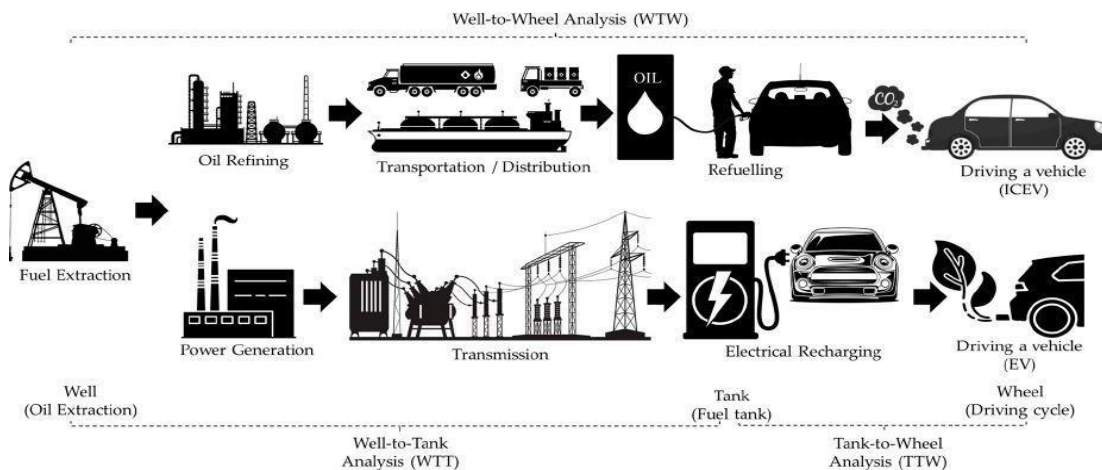 Well-to-Wheel Analysis (WTW)
OIL
CO₂
Oil Refining
Transportation / Distribution
Refuelling
Driving a vehicle
(ICEV)
Fuel Extraction
Power Generation
Transmission
Electrical Recharging
Driving a vehicle
(EV)
Well
(Oil Extraction)
Tank
(Fuel tank)
Wheel
(Driving cycle)
Well-to-Tank
Analysis (WTT)
Tank-to-Wheel
Analysis (TTW)